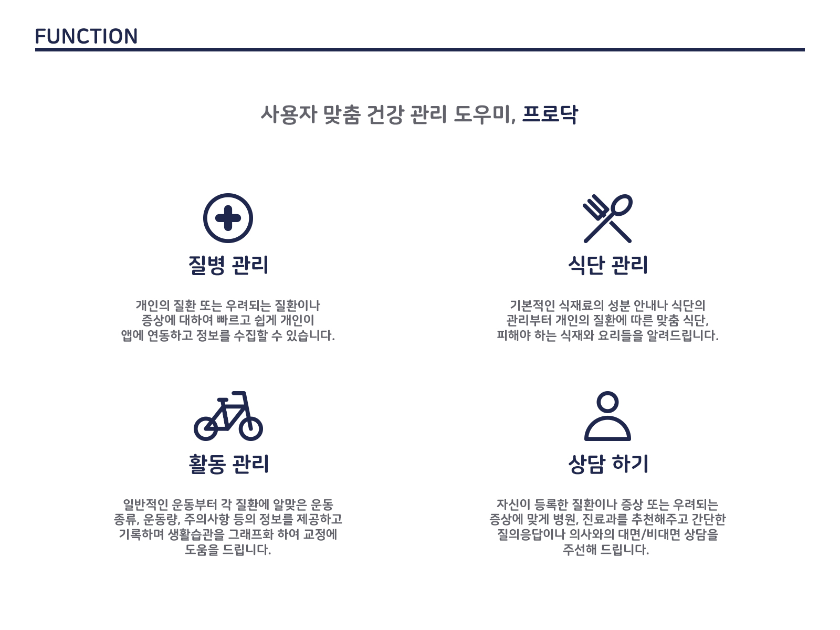 FUNCTION
사용자 맞춤 건강 관리 도우미, 프로닥
질병 관리
개인의 질환 또는 우려되는 질환이나
증상에 대하여 빠르고 쉽게 개인이
앱에 연동하고 정보를 수집할 수 있습니다.
식단 관리
기본적인 식재료의 성분 안내나 식단의
관리부터 개인의 질환에 따른 맞춤 식단,
피해야 하는 식재와 요리들을 알려드립니다.
활동 관리
일반적인 운동부터 각 질환에 알맞은 운동
종류, 운동량, 주의사항 등의 정보를 제공하고
기록하며 생활습관을 그래프화 하여 교정에
도움을 드립니다.
상담 하기
자신이 등록한 질환이나 증상 또는 우려되는
증상에 맞게 병원, 진료과를 추천해주고 간단한
질의응답이나 의사와의 대면/비대면 상담을
주선해 드립니다.